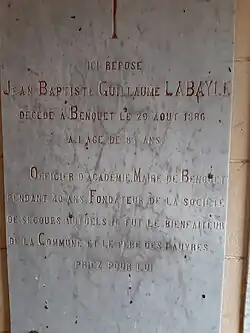 ICI REPOSE
JEAN BAPTISTE GUILLAUME LABAYLE
DÉCÉDÉ A BENQUET LE 29 AOUT 1886
A L'AGE DE 85 ANS
OFFICIER D'ACADÉMIE, MAIRE DE BENQUET
PENDANT 40 ANS, FONDATEUR DE LA SOCIÉTÉ
DE SECOURS MUTUELS, IL FUT LE BIENFAITEUR
DE LA COMMUNE ET LE PÈRE DES PAUVRES
PRIEZ POUR LUI